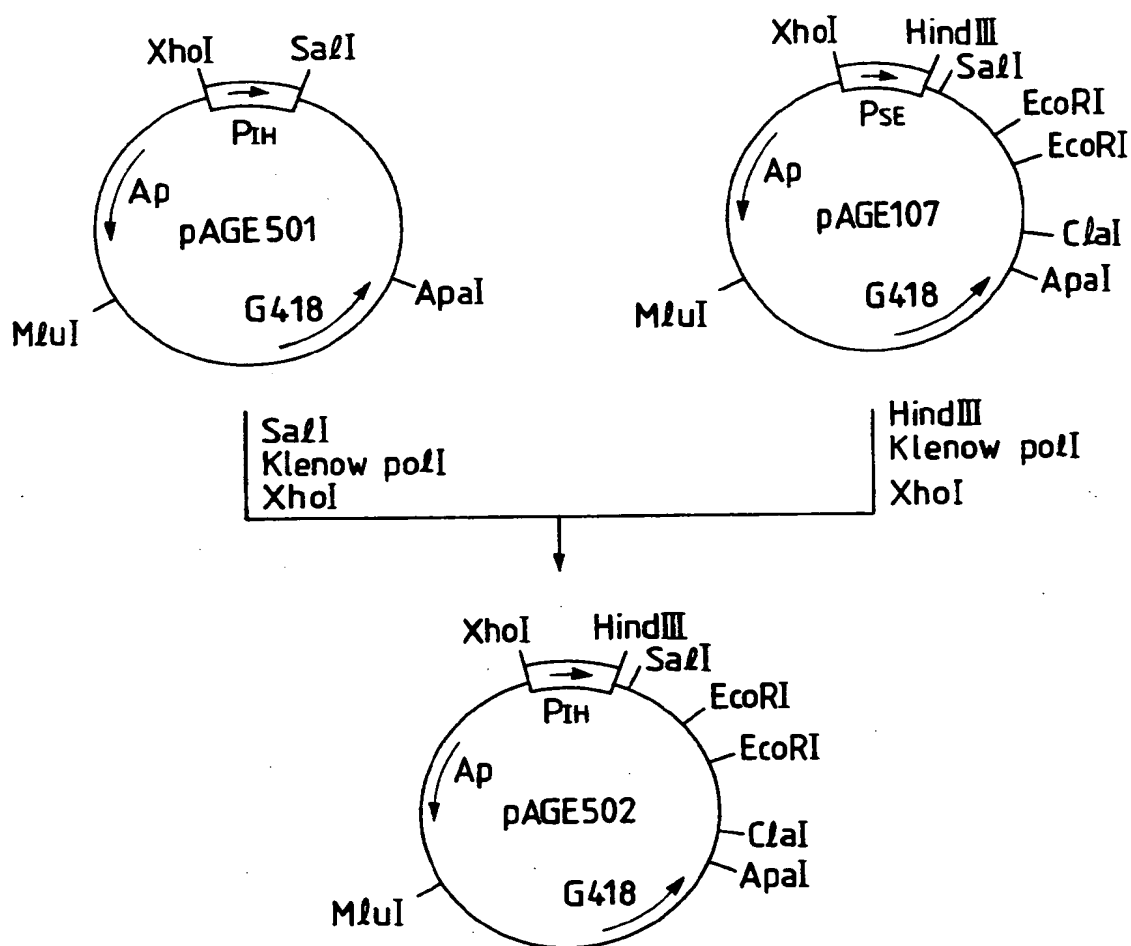 XhoI
SalI
PIH
Ap
pAGE501
ApaI
G418
MluI
XhoI
HindIII
SalI
EcoRI
PSE
EcoRI
Ap
pAGE107
ClaI
ApaI
G418
MluI
SalI
Klenow polI
XhoI
HindIII
Klenow polI
XhoI
XhoI
HindIII
SalI
EcoRI
PIH
EcoRI
Ap
pAGE502
ClaI
ApaI
G418
MluI